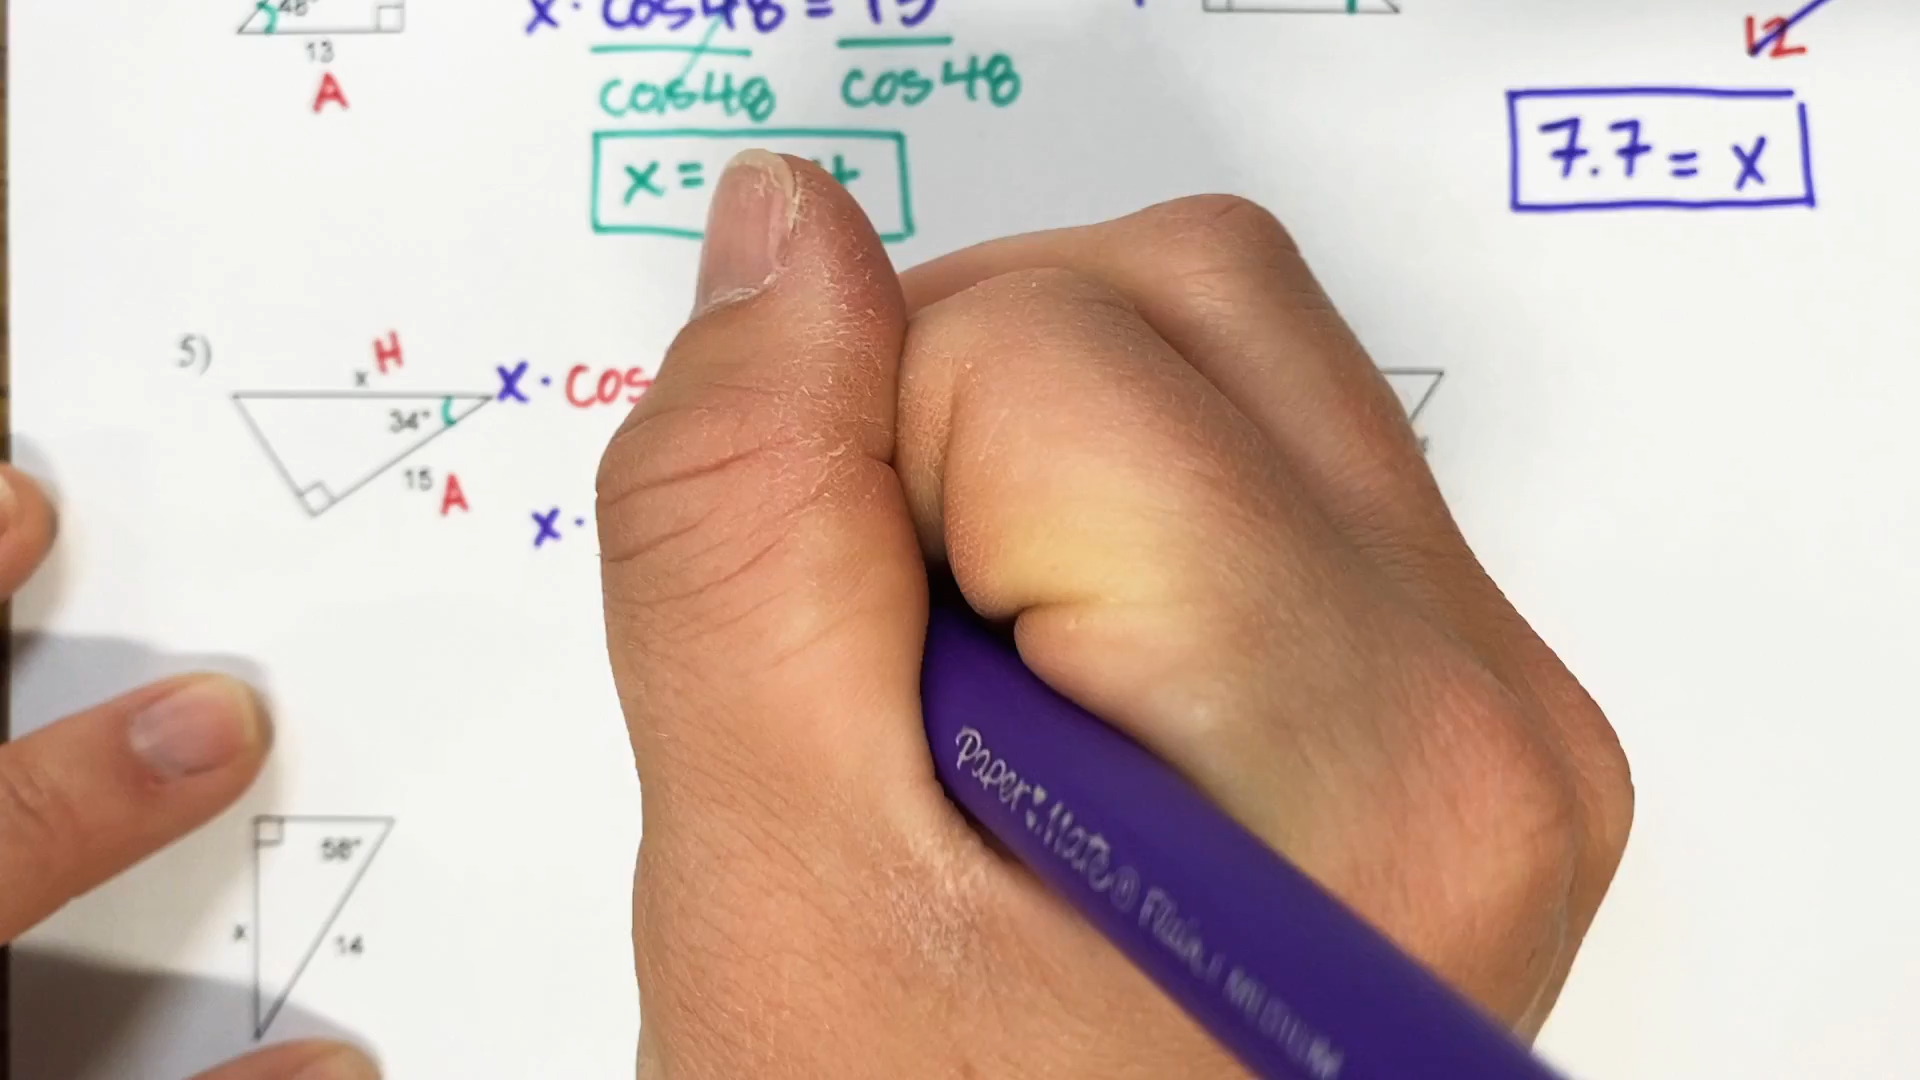 48°
x · cos48 = 13
cos48 cos48
13
A
12
x =
7.7 = x
5)
H
x
x · cos
34°
15 A
x ·
58°
x
14
Paper Mate® Flair. MEDIUM